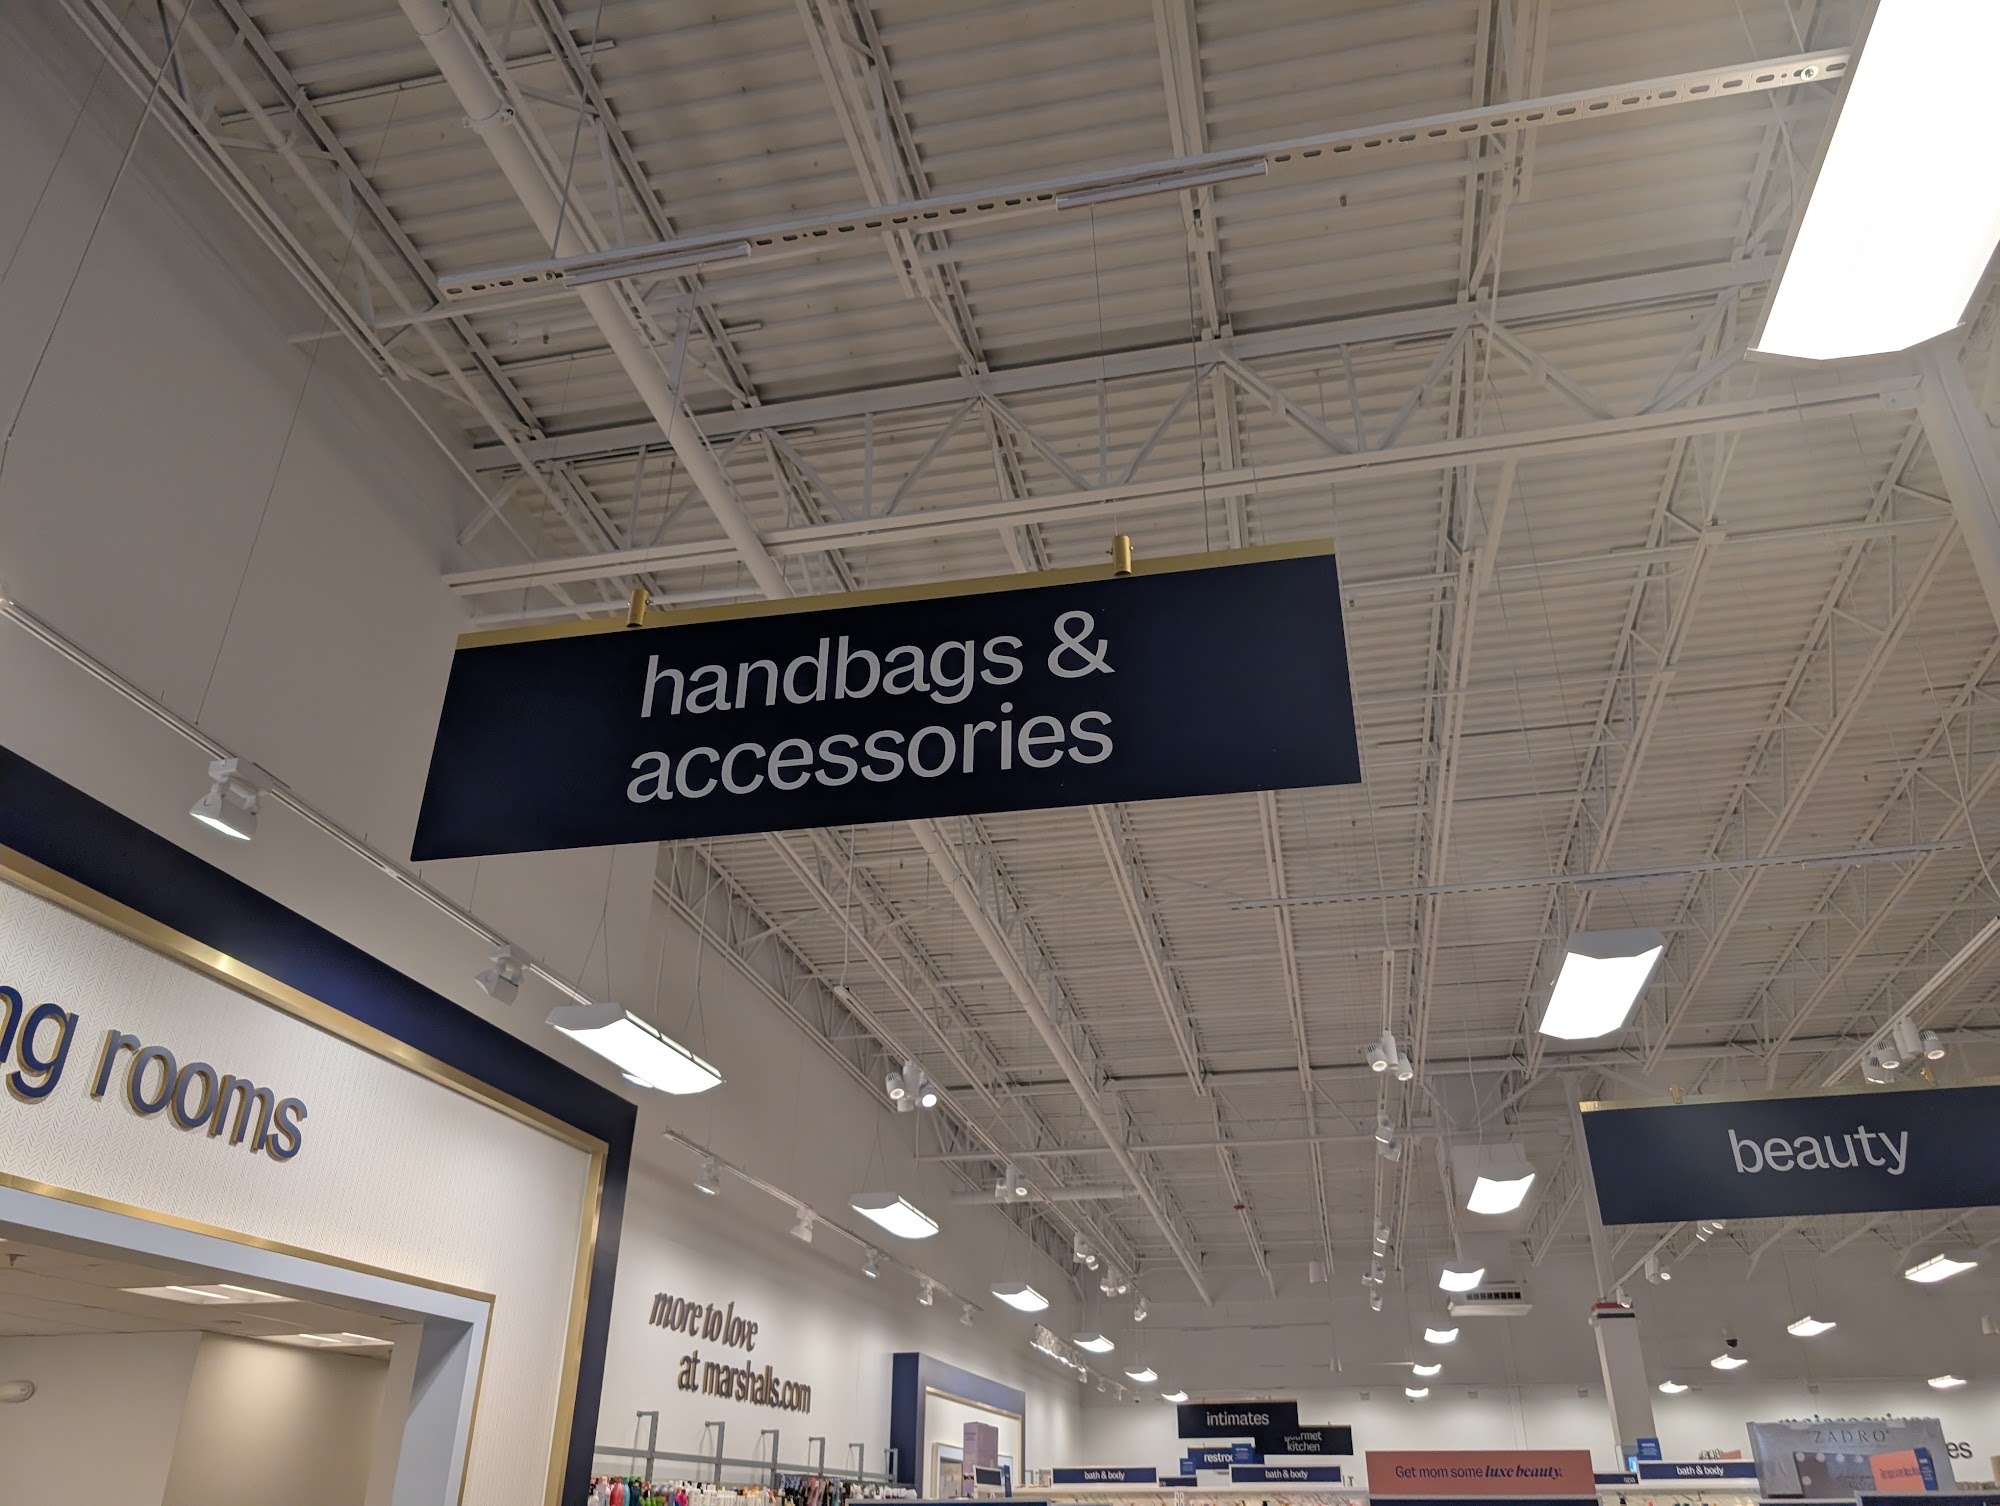 handbags &
accessories
beauty
rooms
more to love
at marshalls.com
intimates
gourmet
kitchen
bath & body
bath & body
bath & body
Get mom some luxe beauty.
ZADRO